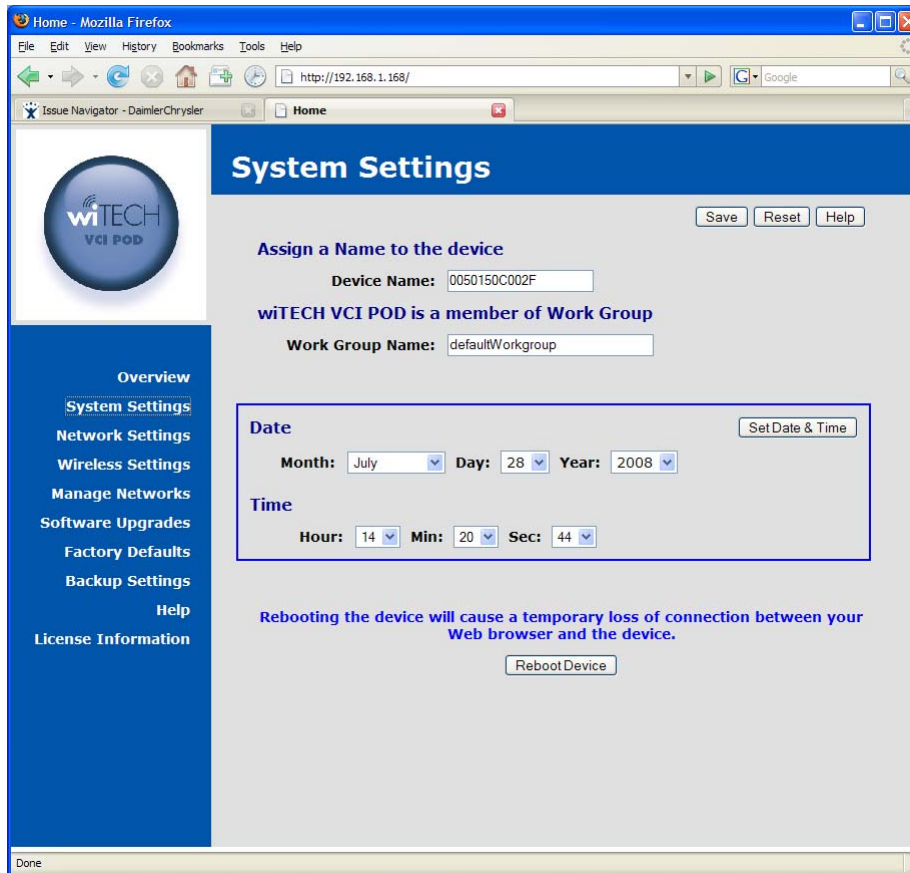 Home - Mozilla Firefox
File Edit View History Bookmarks Tools Help
http://192.168.1.168/ G Google
Issue Navigator - DaimlerChrysler Home
wiTECH
VCI POD
System Settings
Save Reset Help
Assign a Name to the device
Device Name: 0050150C002F
wiTECH VCI POD is a member of Work Group
Work Group Name: defaultWorkgroup
Overview
System Settings
Network Settings
Wireless Settings
Manage Networks
Software Upgrades
Factory Defaults
Backup Settings
Help
License Information
Date Set Date & Time
Month: July Day: 28 Year: 2008
Time
Hour: 14 Min: 20 Sec: 44
Rebooting the device will cause a temporary loss of connection between your
Web browser and the device.
Reboot Device
Done